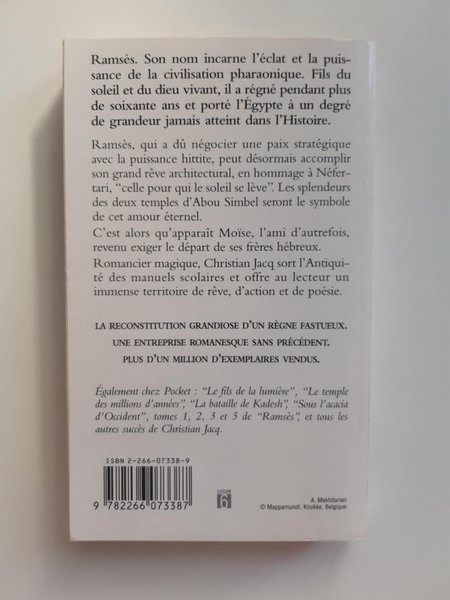 Ramsès. Son nom incarne l'éclat et la puis-
sance de la civilisation pharaonique. Fils du
soleil et du dieu vivant, il a régné pendant plus
de soixante ans et porté l'Égypte à un degré
de grandeur jamais atteint dans l'Histoire.
Ramsès, qui a dû négocier une paix stratégique
avec la puissance hittite, peut désormais accomplir
son grand rêve architectural, en hommage à Néfer-
tari, "celle pour qui le soleil se lève". Les splendeurs
des deux temples d'Abou Simbel seront le symbole
de cet amour éternel.
C'est alors qu'apparaît Moïse, l'ami d'autrefois,
revenu exiger le départ de ses frères hébreux.
Romancier magique, Christian Jacq sort l'Antiqui-
té des manuels scolaires et offre au lecteur un
immense territoire de rêve, d'action et de poésie.
LA RECONSTITUTION GRANDIOSE D'UN RÈGNE FASTUEUX.
UNE ENTREPRISE ROMANESQUE SANS PRÉCÉDENT.
PLUS D'UN MILLION D'EXEMPLAIRES VENDUS.
Également chez Pocket : "Le fils de la lumière", "Le temple
des millions d'années", "La bataille de Kadesh", "Sous l'acacia
d'Occident", tomes 1, 2, 3 et 5 de "Ramsès", et tous les
autres succès de Christian Jacq.
ISBN 2-266-07338-9
9 782266 073387
6
A. Mekhitarian
© Mappamundi, Knokke, Belgique